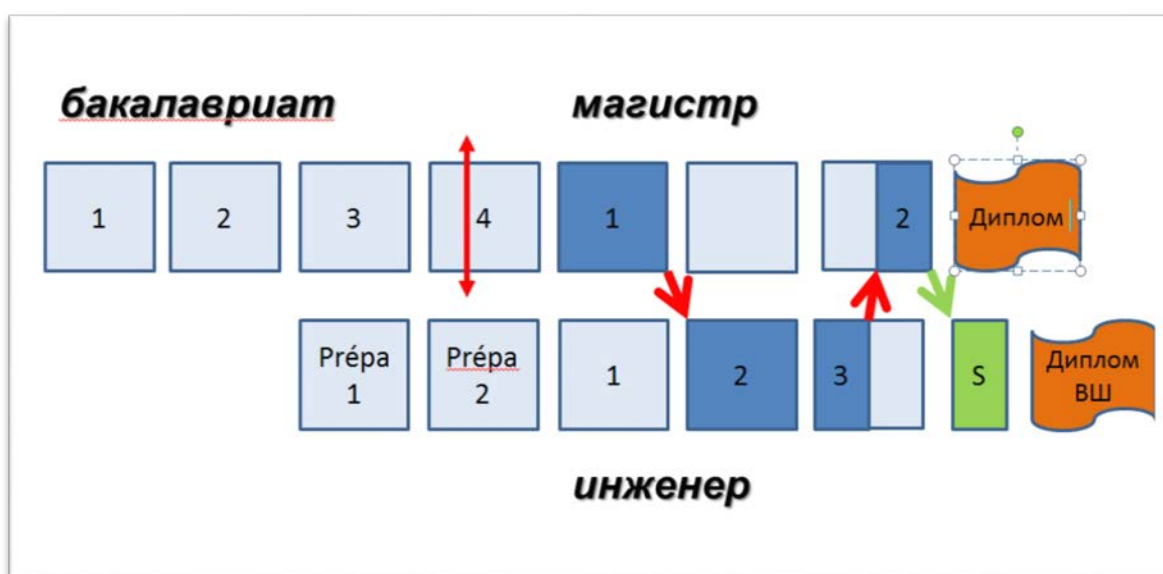 бакалавриат
магистр
1
2
3
4
1
2
Диплом
Prépa
1
Prépa
2
1
2
3
S
Диплом
ВШ
инженер